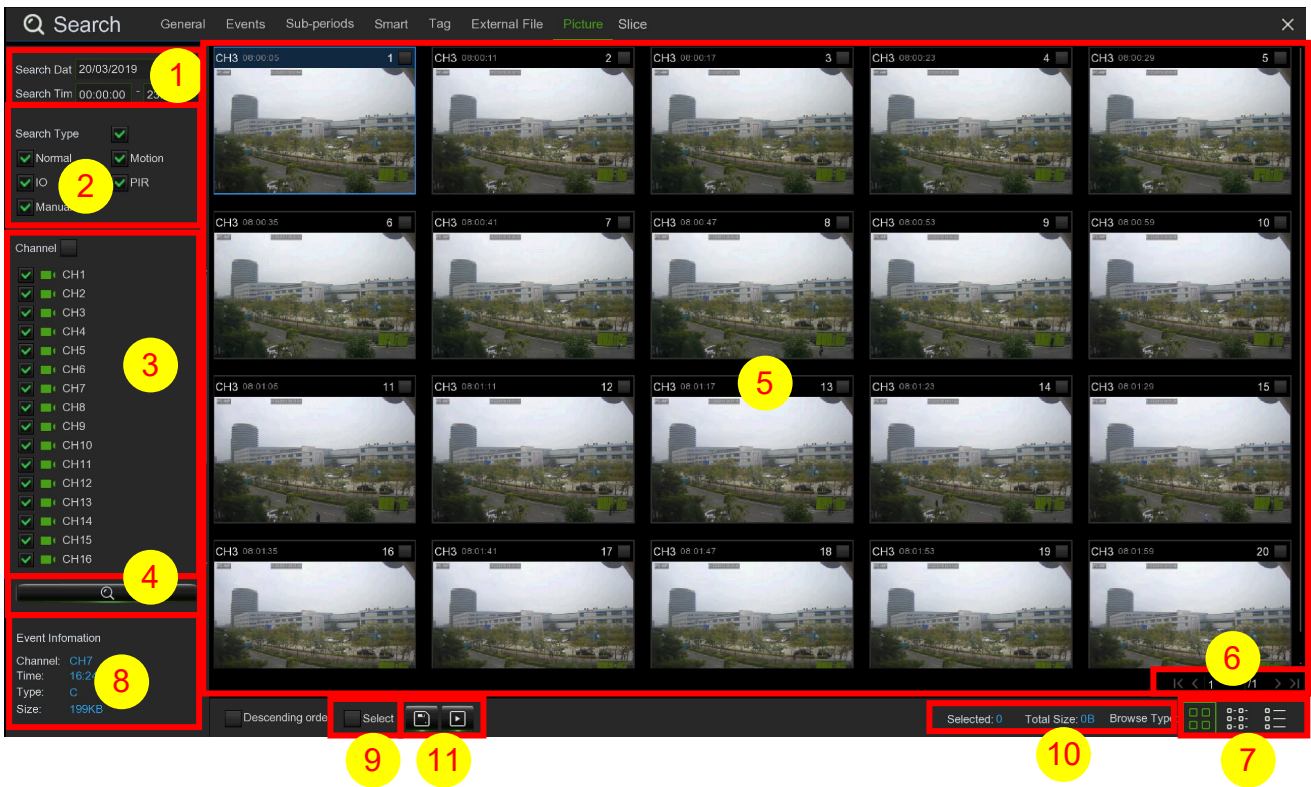 Search General Events Sub-periods Smart Tag External File Picture Slice
Search Dat 20/03/2019
Search Tim 00:00:00 -
1
Search Type
Normal Motion
IO PIR
2
Channel
CH1
CH2
CH3
CH4
CH5
CH6
CH7
CH8
CH9
CH10
CH11
CH12
CH13
CH14
CH15
CH16
3
4
Event Infomation
Channel: CH7
Time: 16:24
Type: C
Size: 199KB
8
CH3 08:00:05 1
CH3 08:00:11 2
CH3 08:00:17 3
CH3 08:00:23 4
CH3 08:00:29 5
CH3 08:00:35 6
CH3 08:00:41 7
CH3 08:00:47 8
CH3 08:00:53 9
CH3 08:00:59 10
CH3 08:01:05 11
CH3 08:01:11 12
CH3 08:01:17 13
CH3 08:01:23 14
CH3 08:01:29 15
5
CH3 08:01:35 16
CH3 08:01:41 17
CH3 08:01:47 18
CH3 08:01:53 19
CH3 08:01:59 20
6
1 /1
Descending orde Select
Selected: 0 Total Size: 0B Browse Typ
9
11
10
7